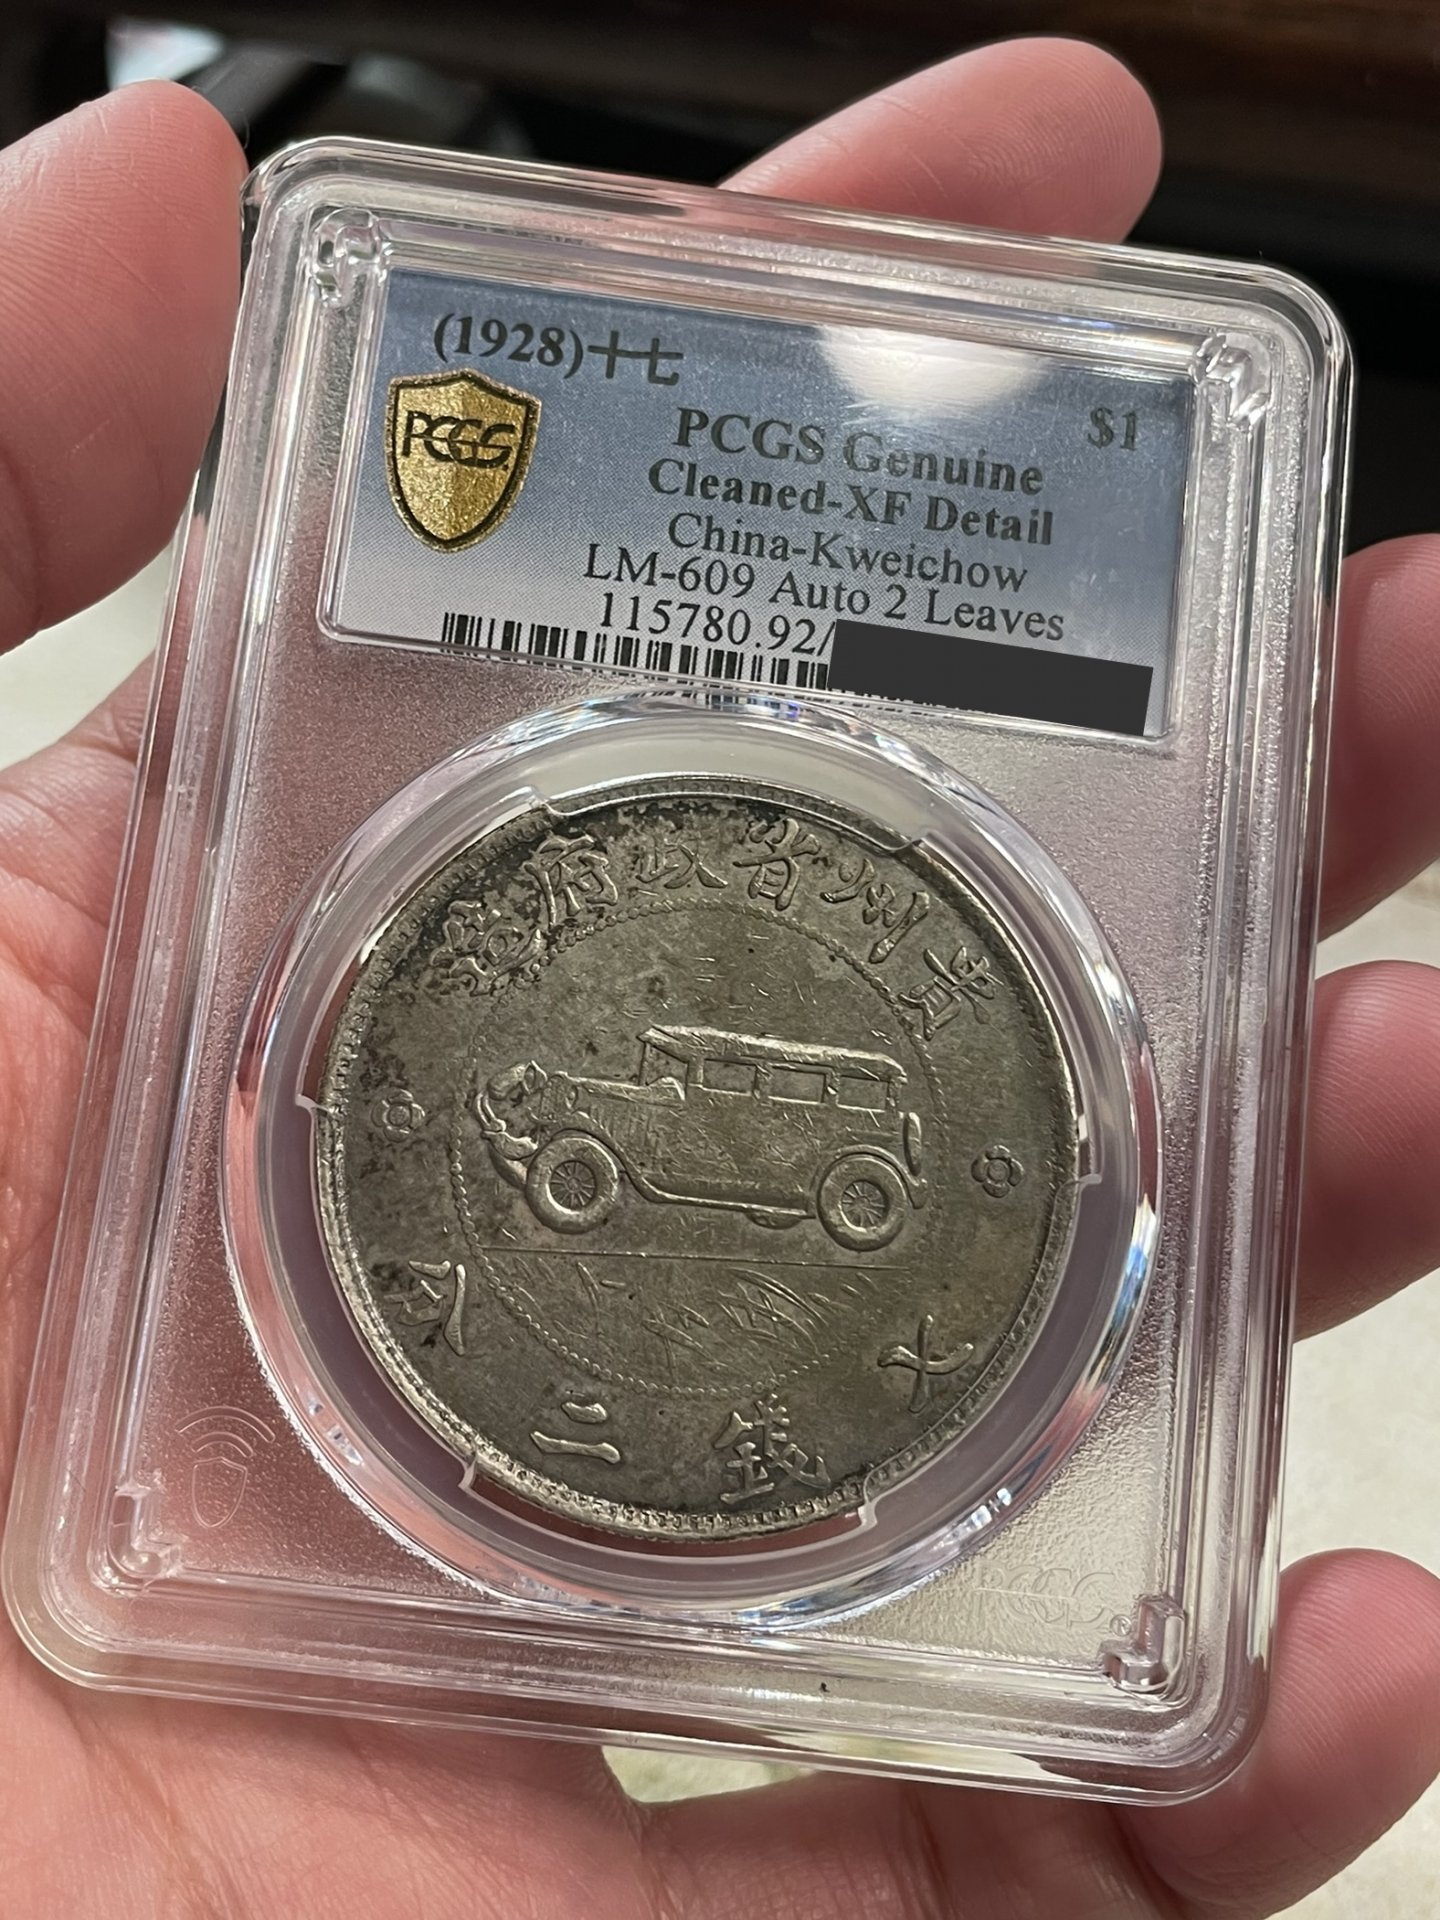 (1928)十七
PCGS
$1
PCGS Genuine
Cleaned-XF Detail
China-Kweichow
LM-609 Auto 2 Leaves
115780.92/
貴州省政府造
七錢二分
PCGS